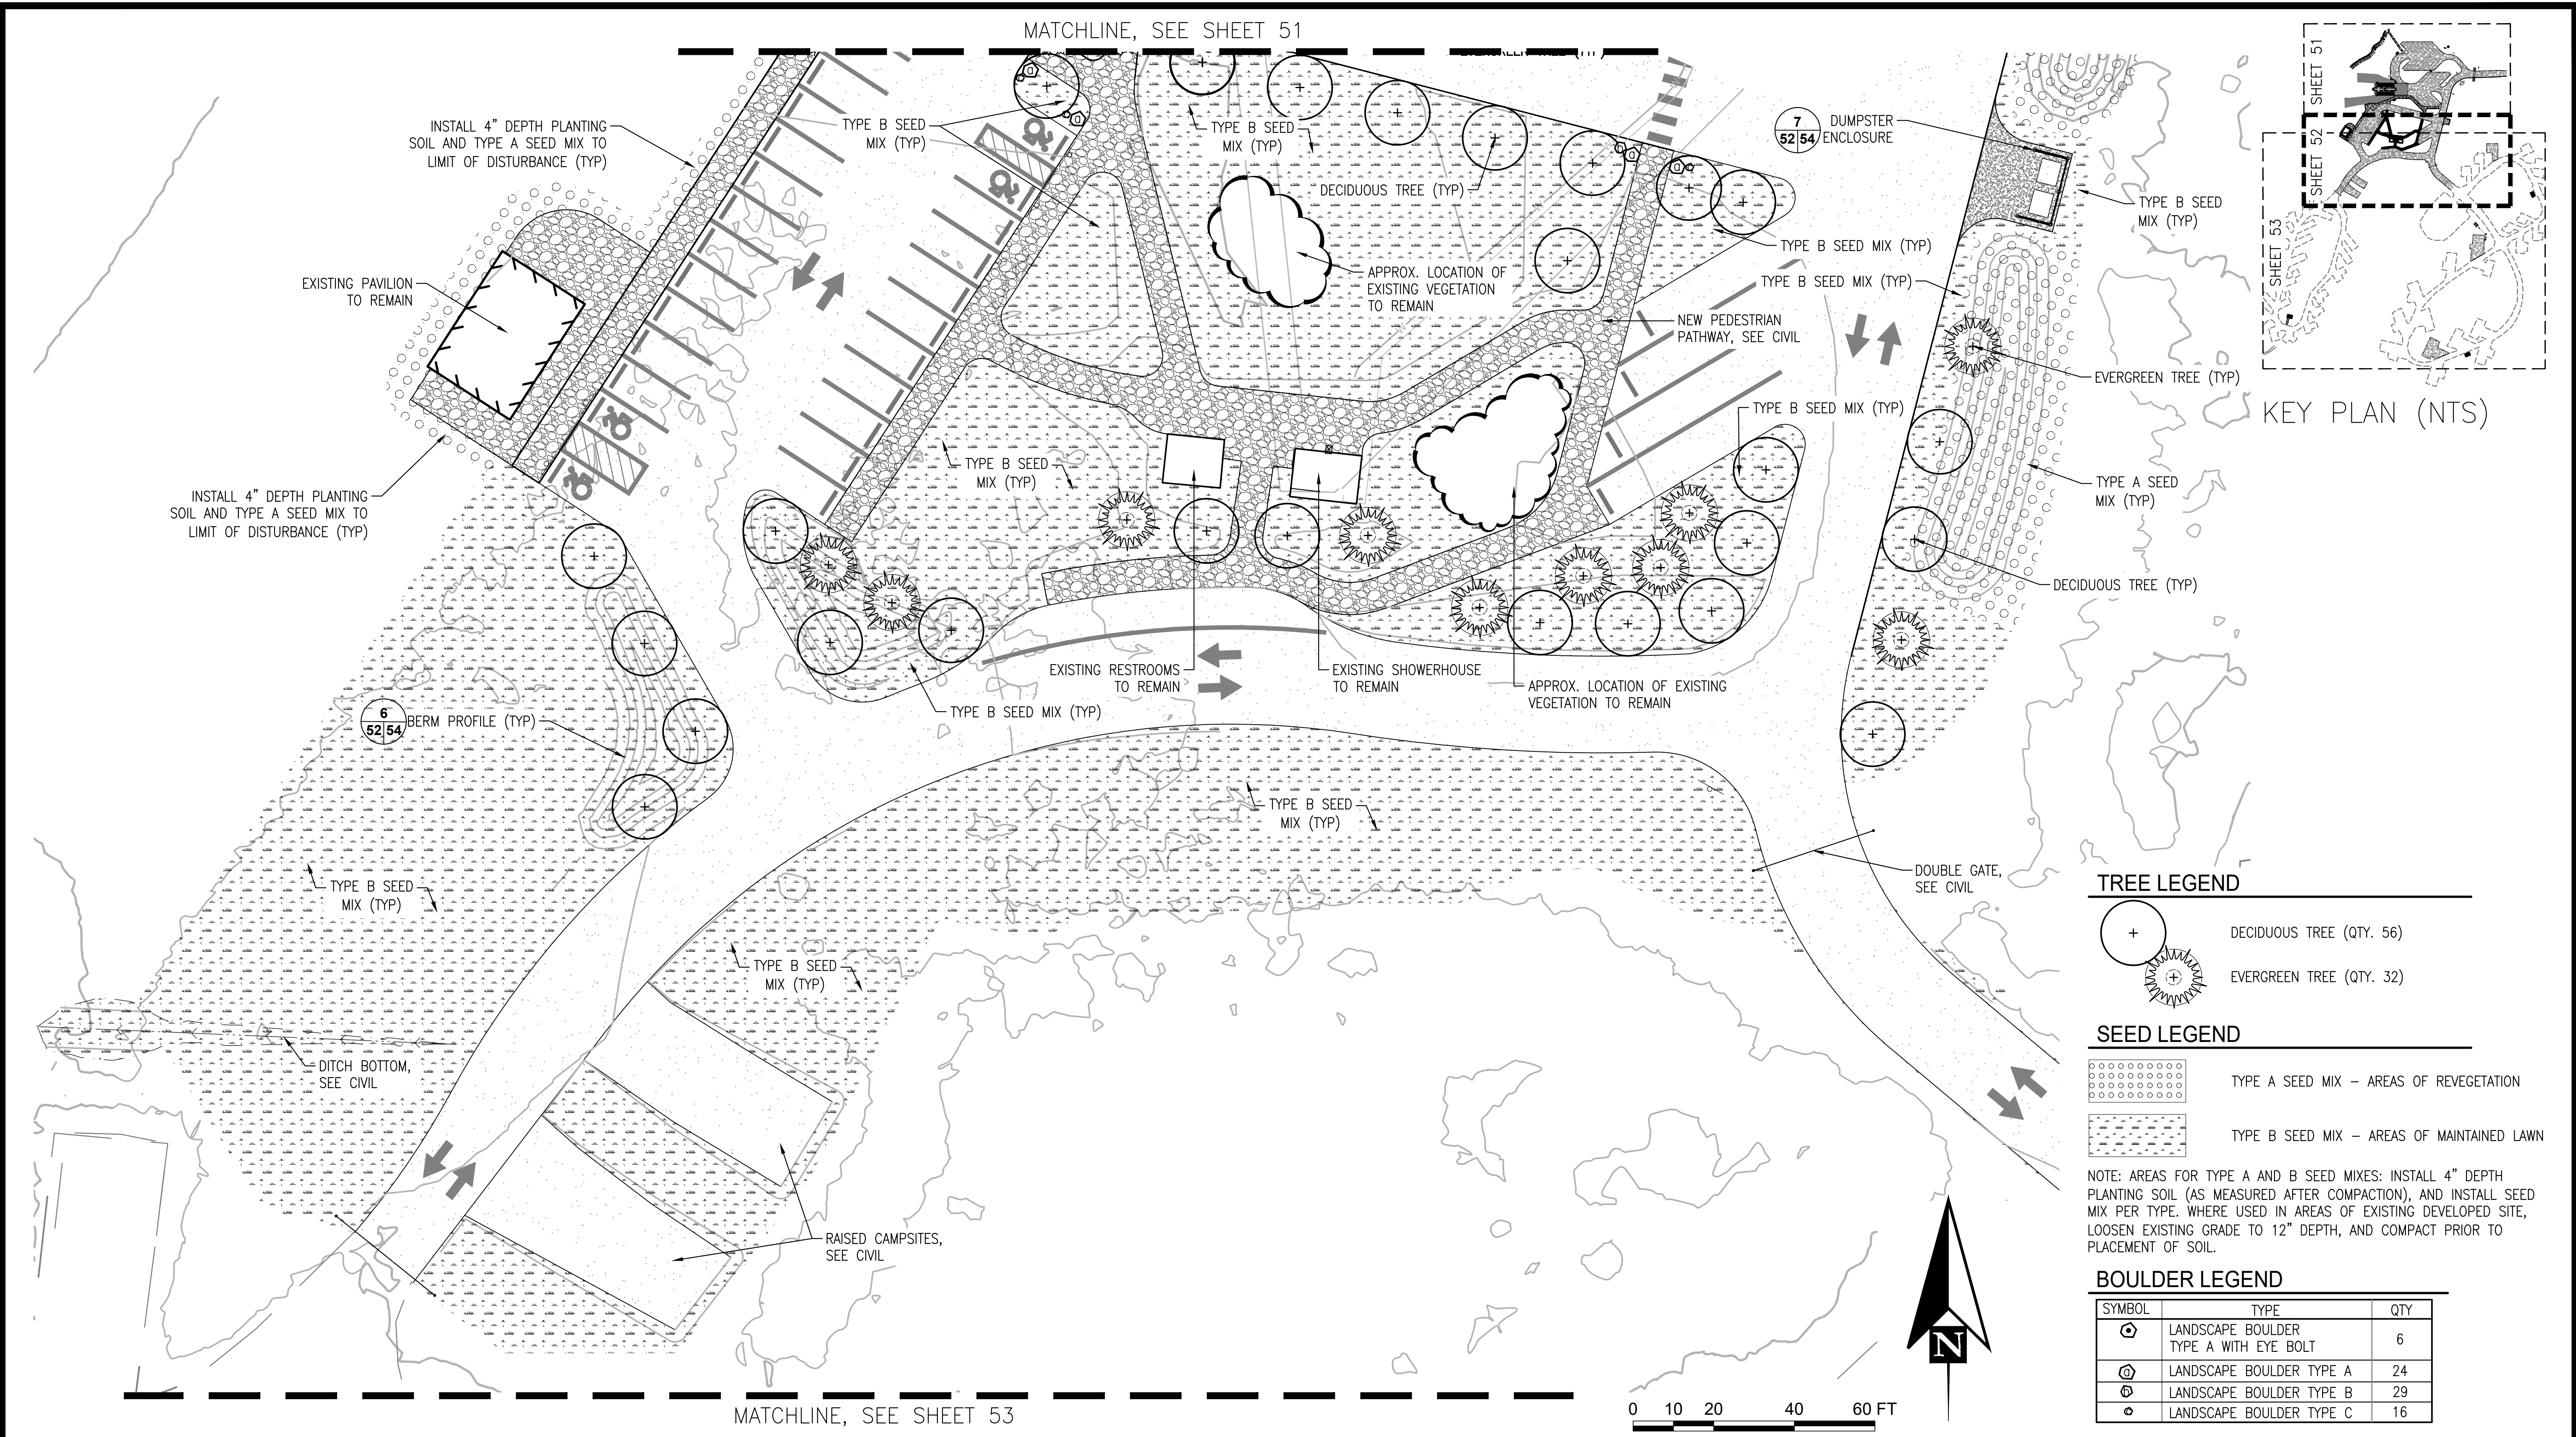 MATCHLINE, SEE SHEET 51
INSTALL 4" DEPTH PLANTING
SOIL AND TYPE A SEED MIX TO
LIMIT OF DISTURBANCE (TYP)
TYPE B SEED
MIX (TYP)
TYPE B SEED
MIX (TYP)
DECIDUOUS TREE (TYP)
7
52 54
DUMPSTER
ENCLOSURE
TYPE B SEED
MIX (TYP)
EXISTING PAVILION
TO REMAIN
APPROX. LOCATION OF
EXISTING VEGETATION
TO REMAIN
TYPE B SEED MIX (TYP)
TYPE B SEED MIX (TYP)
NEW PEDESTRIAN
PATHWAY, SEE CIVIL
EVERGREEN TREE (TYP)
TYPE B SEED MIX (TYP)
TYPE B SEED
MIX (TYP)
TYPE A SEED
MIX (TYP)
INSTALL 4" DEPTH PLANTING
SOIL AND TYPE A SEED MIX TO
LIMIT OF DISTURBANCE (TYP)
DECIDUOUS TREE (TYP)
EXISTING RESTROOMS
TO REMAIN
EXISTING SHOWERHOUSE
TO REMAIN
APPROX. LOCATION OF EXISTING
VEGETATION TO REMAIN
TYPE B SEED MIX (TYP)
6
52 54
BERM PROFILE (TYP)
TYPE B SEED
MIX (TYP)
TYPE B SEED
MIX (TYP)
DOUBLE GATE,
SEE CIVIL
TYPE B SEED
MIX (TYP)
DITCH BOTTOM,
SEE CIVIL
RAISED CAMPSITES,
SEE CIVIL
MATCHLINE, SEE SHEET 53
0 10 20 40 60 FT
N
SHEET 51
SHEET 52
SHEET 53
KEY PLAN (NTS)
TREE LEGEND
DECIDUOUS TREE (QTY. 56)
EVERGREEN TREE (QTY. 32)
SEED LEGEND
TYPE A SEED MIX – AREAS OF REVEGETATION
TYPE B SEED MIX – AREAS OF MAINTAINED LAWN
NOTE: AREAS FOR TYPE A AND B SEED MIXES: INSTALL 4" DEPTH
PLANTING SOIL (AS MEASURED AFTER COMPACTION), AND INSTALL SEED
MIX PER TYPE. WHERE USED IN AREAS OF EXISTING DEVELOPED SITE,
LOOSEN EXISTING GRADE TO 12" DEPTH, AND COMPACT PRIOR TO
PLACEMENT OF SOIL.
BOULDER LEGEND
SYMBOL TYPE QTY
LANDSCAPE BOULDER
TYPE A WITH EYE BOLT 6
a LANDSCAPE BOULDER TYPE A 24
b LANDSCAPE BOULDER TYPE B 29
c LANDSCAPE BOULDER TYPE C 16